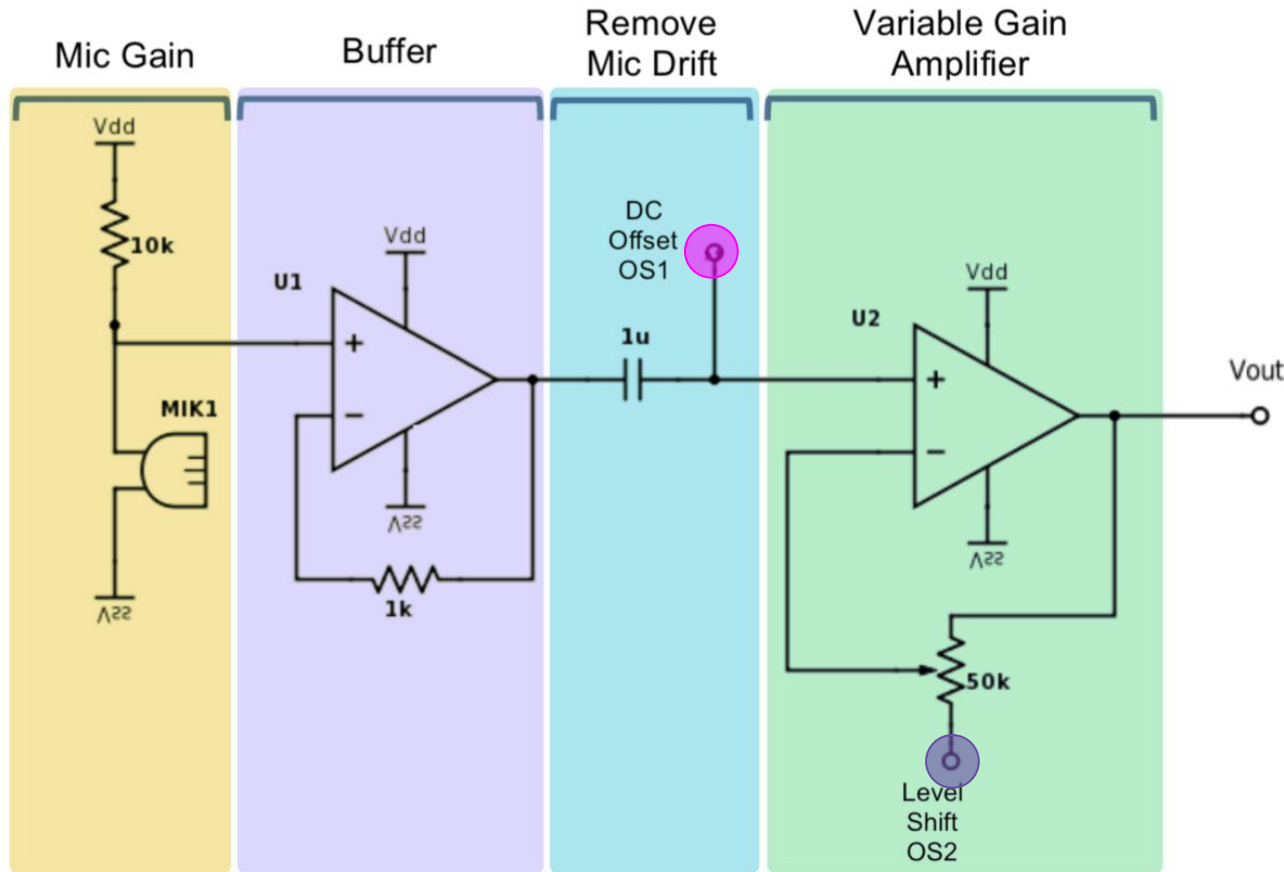 Mic Gain
Buffer
Remove
Mic Drift
Variable Gain
Amplifier
Vdd
10k
MIK1
Vss
U1
Vdd
+
−
Vss
1k
DC
Offset
OS1
1u
U2
Vdd
+
−
Vss
50k
Level
Shift
OS2
Vout